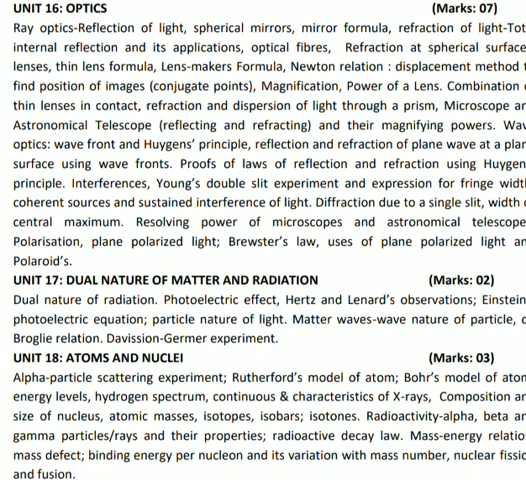 UNIT 16: OPTICS (Marks: 07)
Ray optics-Reflection of light, spherical mirrors, mirror formula, refraction of light-Tot
internal reflection and its applications, optical fibres, Refraction at spherical surface
lenses, thin lens formula, Lens-makers Formula, Newton relation : displacement method t
find position of images (conjugate points), Magnification, Power of a Lens. Combination
thin lenses in contact, refraction and dispersion of light through a prism, Microscope ar
Astronomical Telescope (reflecting and refracting) and their magnifying powers. Wav
optics: wave front and Huygens' principle, reflection and refraction of plane wave at a plar
surface using wave fronts. Proofs of laws of reflection and refraction using Huygen
principle. Interferences, Young's double slit experiment and expression for fringe widt
coherent sources and sustained interference of light. Diffraction due to a single slit, width
central maximum. Resolving power of microscopes and astronomical telescope
Polarisation, plane polarized light; Brewster's law, uses of plane polarized light ar
Polaroid's.
UNIT 17: DUAL NATURE OF MATTER AND RADIATION (Marks: 02)
Dual nature of radiation. Photoelectric effect, Hertz and Lenard's observations; Einstein
photoelectric equation; particle nature of light. Matter waves-wave nature of particle,
Broglie relation. Davission-Germer experiment.
UNIT 18: ATOMS AND NUCLEI (Marks: 03)
Alpha-particle scattering experiment; Rutherford's model of atom; Bohr's model of ator
energy levels, hydrogen spectrum, continuous & characteristics of X-rays, Composition ar
size of nucleus, atomic masses, isotopes, isobars; isotones. Radioactivity-alpha, beta ar
gamma particles/rays and their properties; radioactive decay law. Mass-energy relatio
mass defect; binding energy per nucleon and its variation with mass number, nuclear fissio
and fusion.